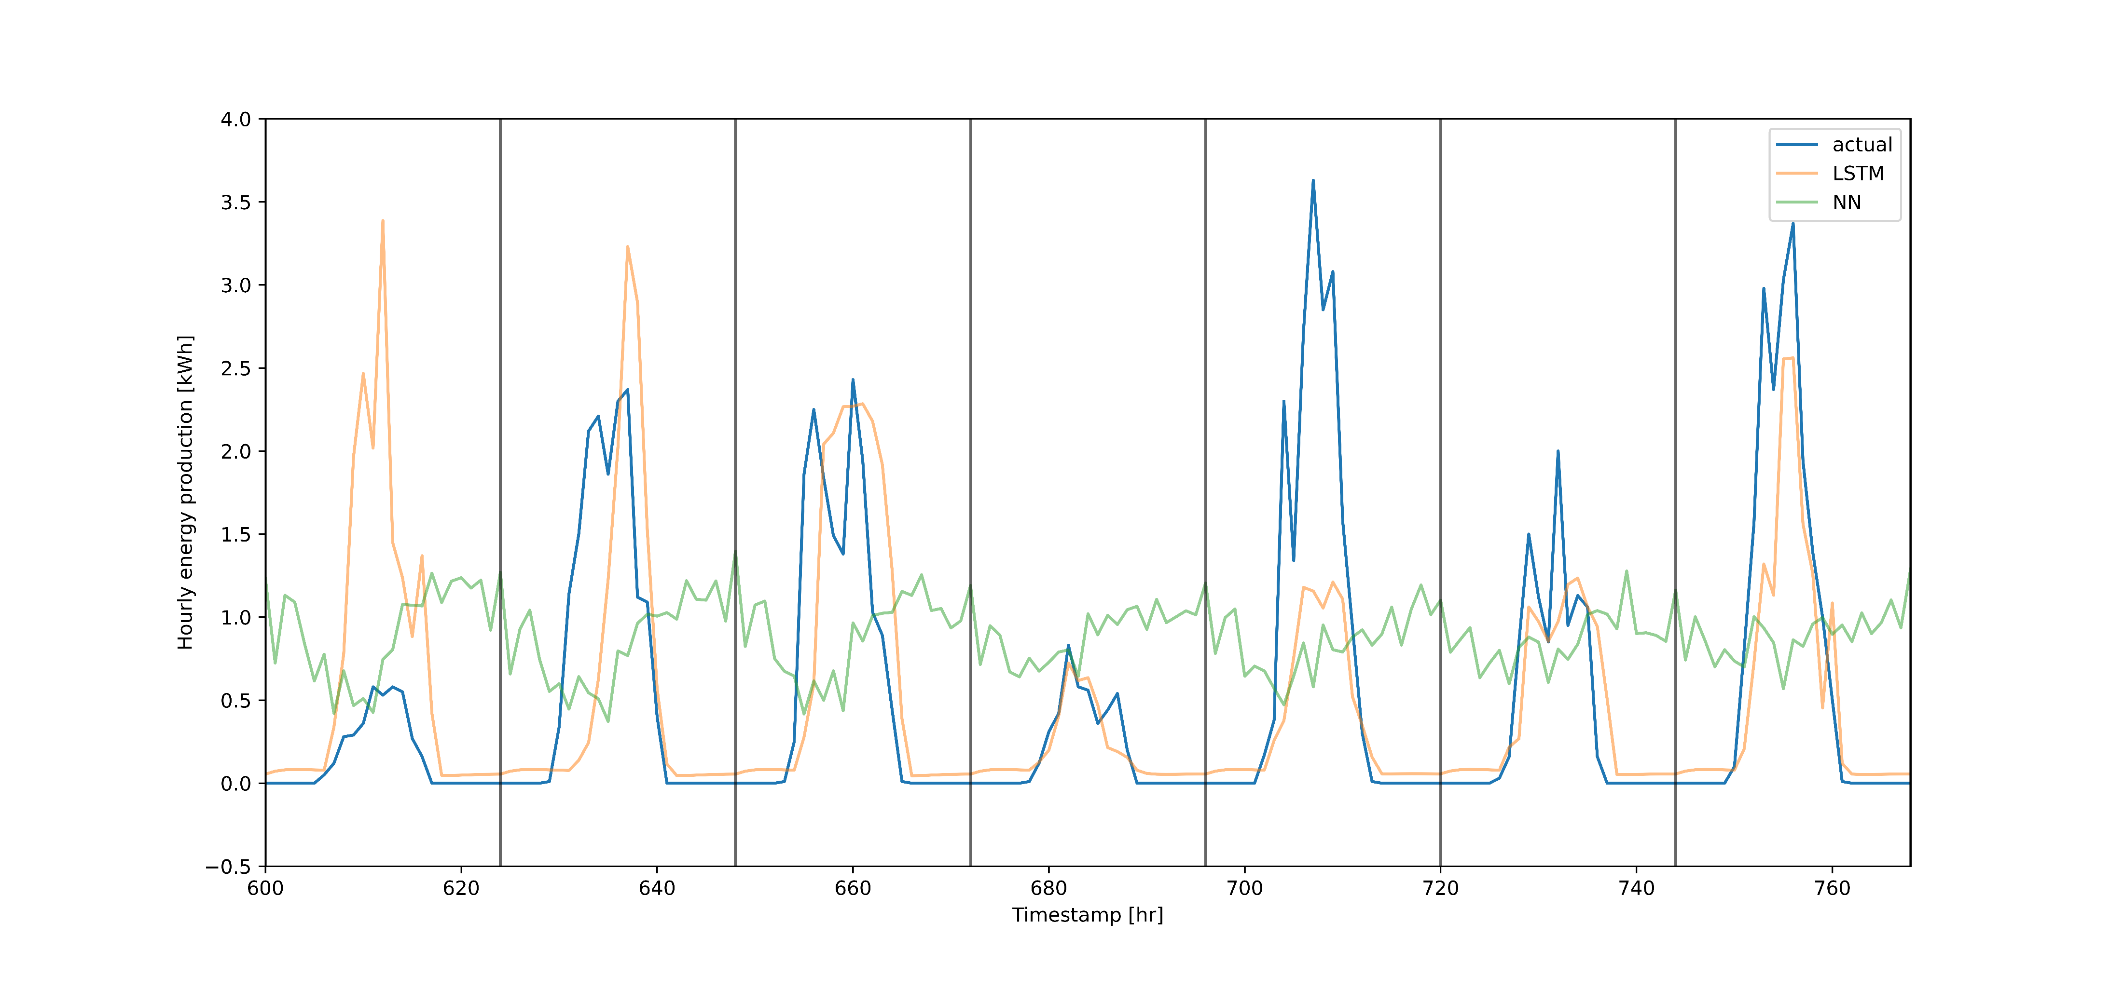 4.0
3.5
3.0
2.5
2.0
1.5
1.0
0.5
0.0
−0.5
Hourly energy production [kWh]
actual
LSTM
NN
600 620 640 660 680 700 720 740 760
Timestamp [hr]